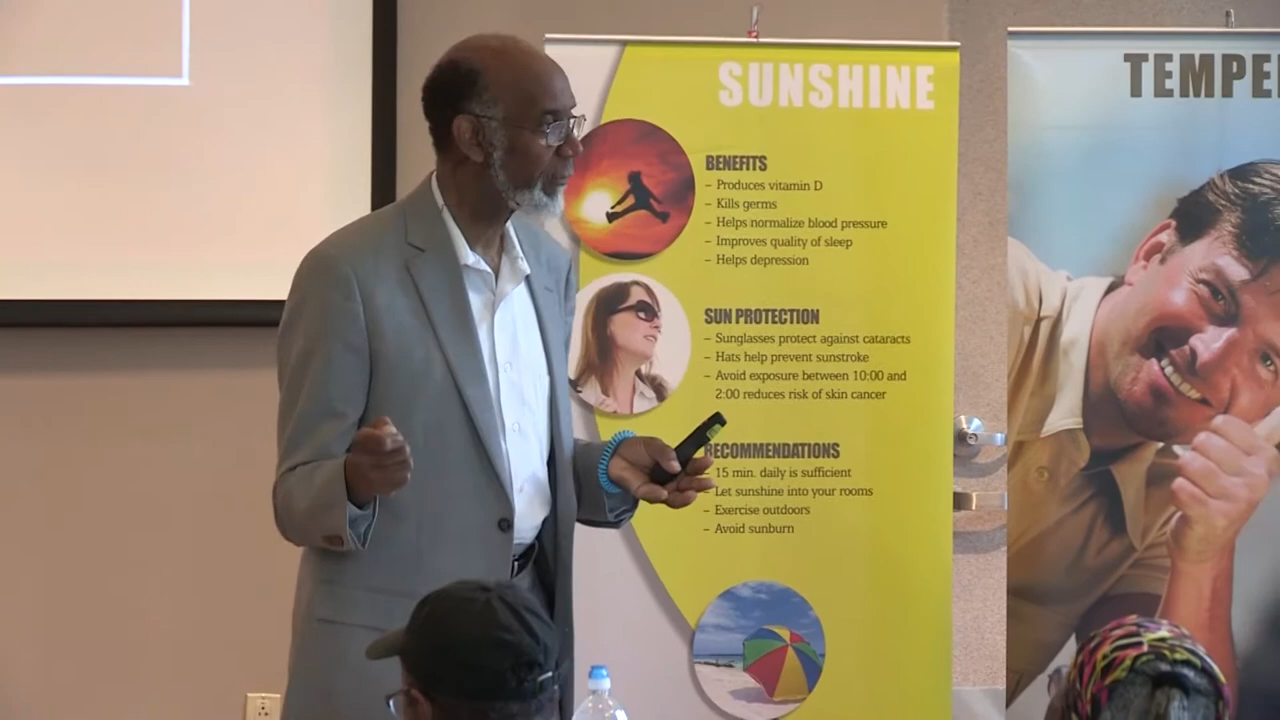 SUNSHINE
BENEFITS
– Produces vitamin D
– Kills germs
– Helps normalize blood pressure
– Improves quality of sleep
– Helps depression
SUN PROTECTION
– Sunglasses protect against cataracts
– Hats help prevent sunstroke
– Avoid exposure between 10:00 and
2:00 reduces risk of skin cancer
RECOMMENDATIONS
– 15 min. daily is sufficient
– Let sunshine into your rooms
– Exercise outdoors
– Avoid sunburn
TEMPE